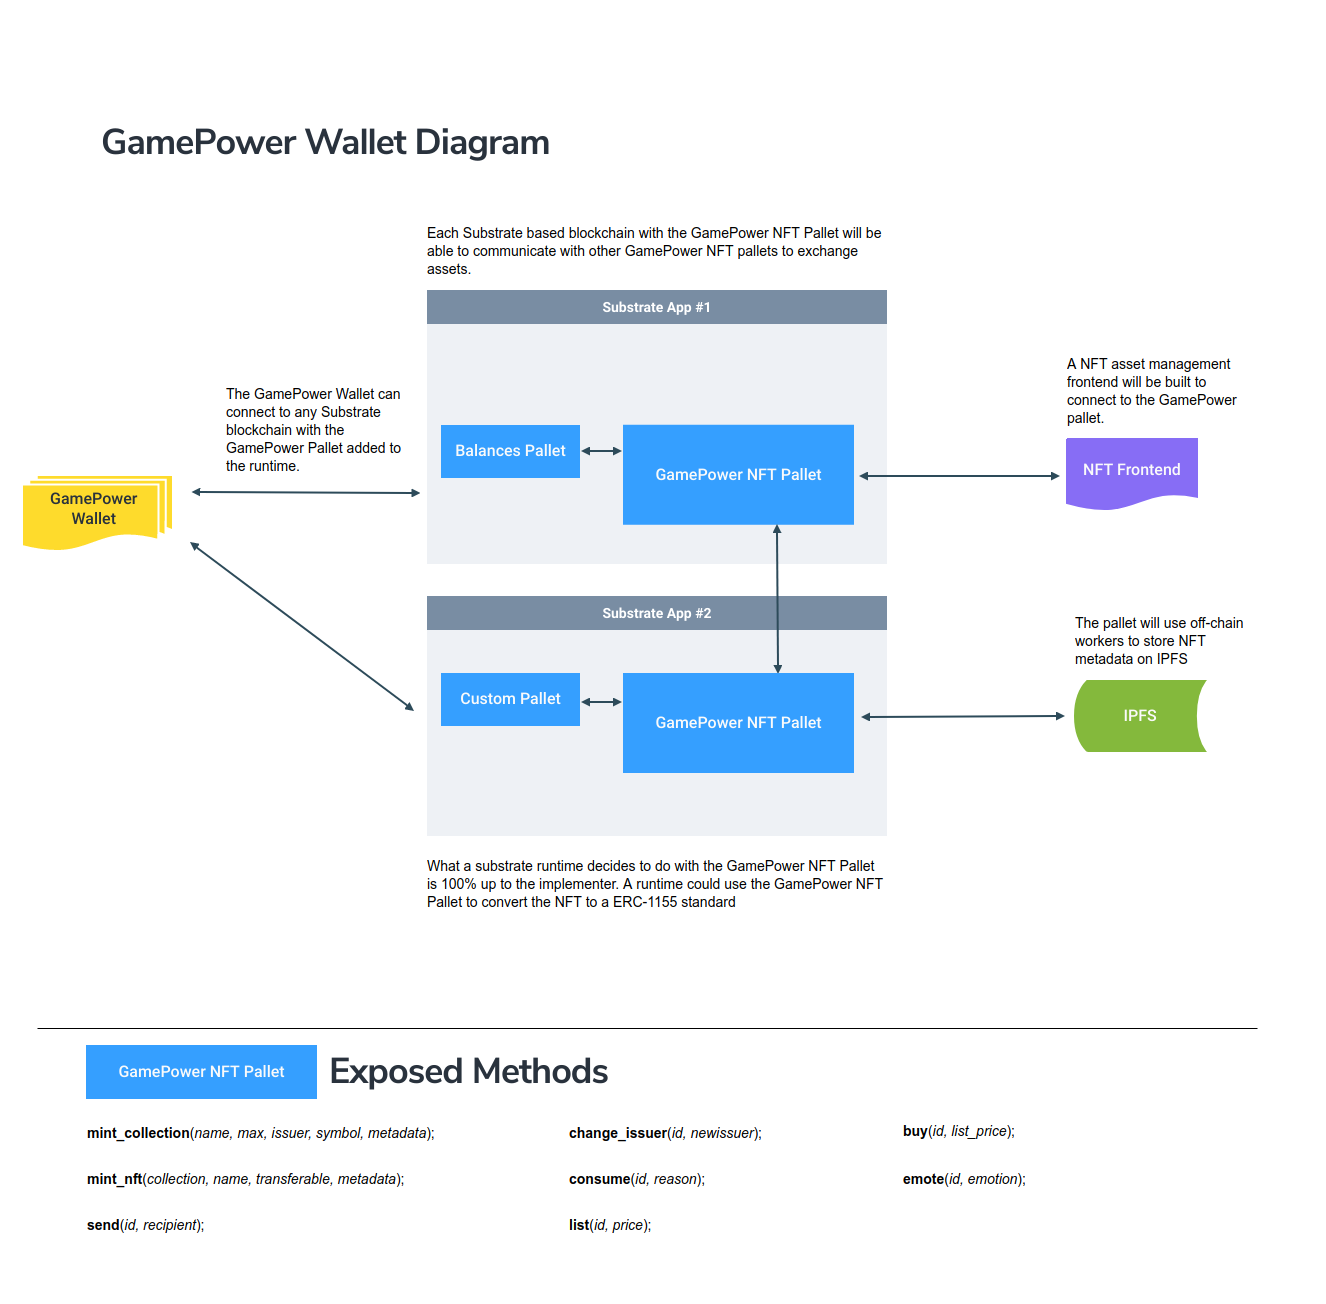 GamePower Wallet Diagram
Each Substrate based blockchain with the GamePower NFT Pallet will be
able to communicate with other GamePower NFT pallets to exchange
assets.
Substrate App #1
The GamePower Wallet can
connect to any Substrate
blockchain with the
GamePower Pallet added to
the runtime.
A NFT asset management
frontend will be built to
connect to the GamePower
pallet.
Balances Pallet
GamePower NFT Pallet
NFT Frontend
GamePower
Wallet
Substrate App #2
The pallet will use off-chain
workers to store NFT
metadata on IPFS
Custom Pallet
GamePower NFT Pallet
IPFS
What a substrate runtime decides to do with the GamePower NFT Pallet
is 100% up to the implementer. A runtime could use the GamePower NFT
Pallet to convert the NFT to a ERC-1155 standard
GamePower NFT Pallet
Exposed Methods
mint_collection(name, max, issuer, symbol, metadata);
mint_nft(collection, name, transferable, metadata);
send(id, recipient);
change_issuer(id, newissuer);
consume(id, reason);
list(id, price);
buy(id, list_price);
emote(id, emotion);